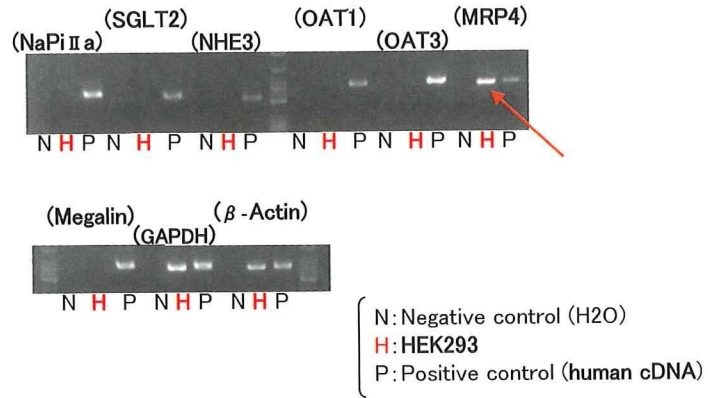 (SGLT2) (OAT1) (MRP4)
(NaPiⅡa) (NHE3) (OAT3)
N H P N H P N H P N H P N H P N H P
(Megalin) (β-Actin)
(GAPDH)
N H P N H P N H P
N:Negative control (H2O)
H:HEK293
P:Positive control (human cDNA)